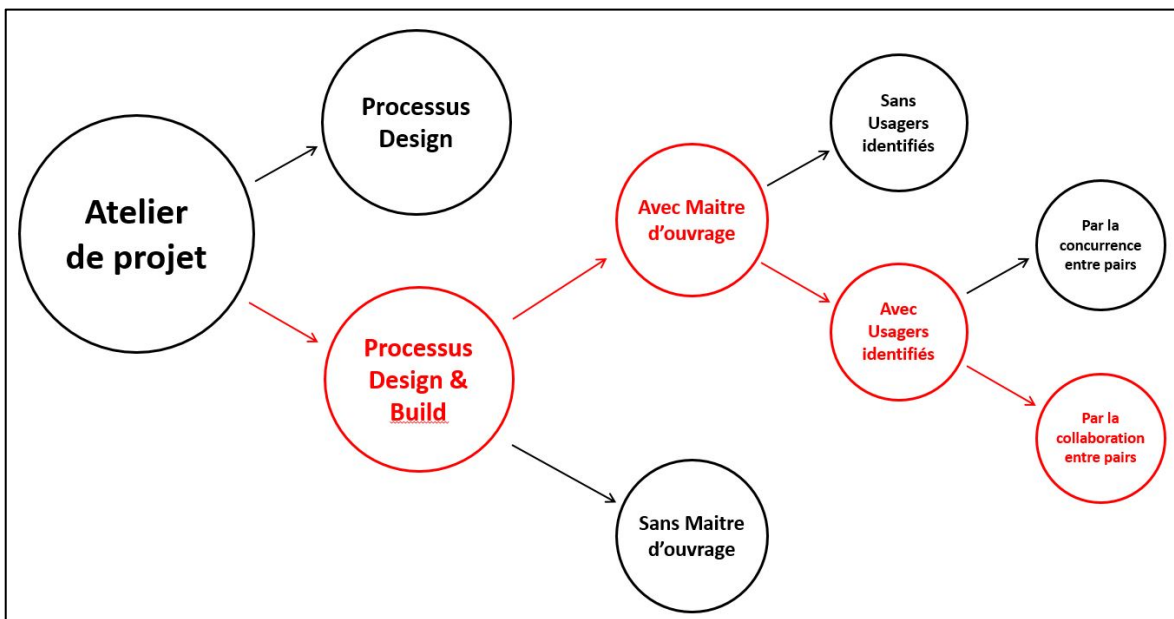 Atelier
de projet
Processus
Design
Processus
Design &
Build
Avec Maitre
d'ouvrage
Sans Maitre
d'ouvrage
Sans
Usagers
identifiés
Avec
Usagers
identifiés
Par la
concurrence
entre pairs
Par la
collaboration
entre pairs